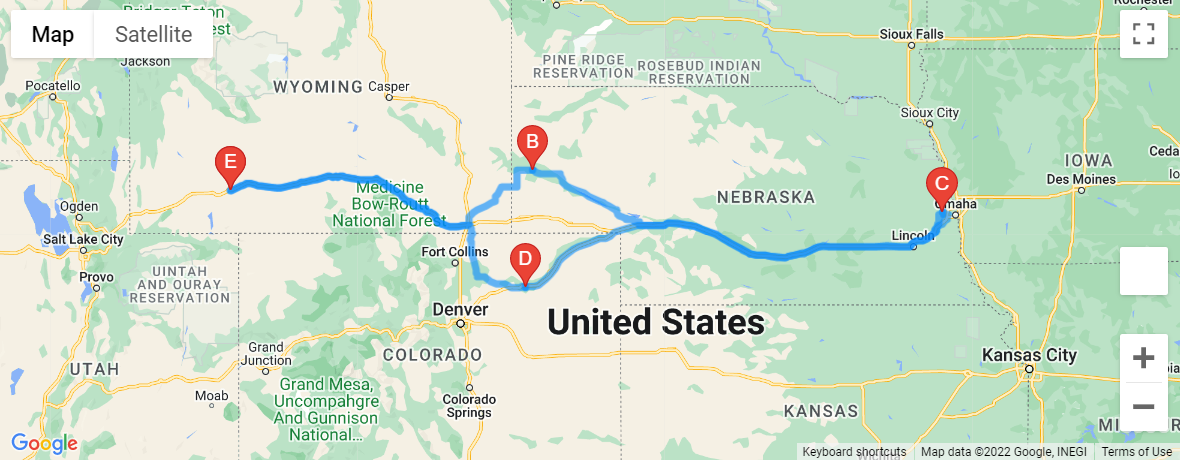 Bridger-Teton
Map
Satellite
Jackson
Pocatello
WYOMING
Casper
PINE RIDGE
RESERVATION
ROSEBUD INDIAN
RESERVATION
Sioux Falls
Rochester
Sioux City
IOWA
Des Moines
B
E
C
Omaha
NEBRASKA
Lincoln
Medicine
Bow-Routt
National Forest
Ogden
Salt Lake City
Provo
UINTAH
AND OURAY
RESERVATION
Fort Collins
D
Denver
United States
Grand
Junction
COLORADO
UTAH
Moab
Grand Mesa,
Uncompahgre
And Gunnison
National...
Colorado
Springs
Kansas City
KANSAS
Google
Keyboard shortcuts
Map data ©2022 Google, INEGI
Terms of Use